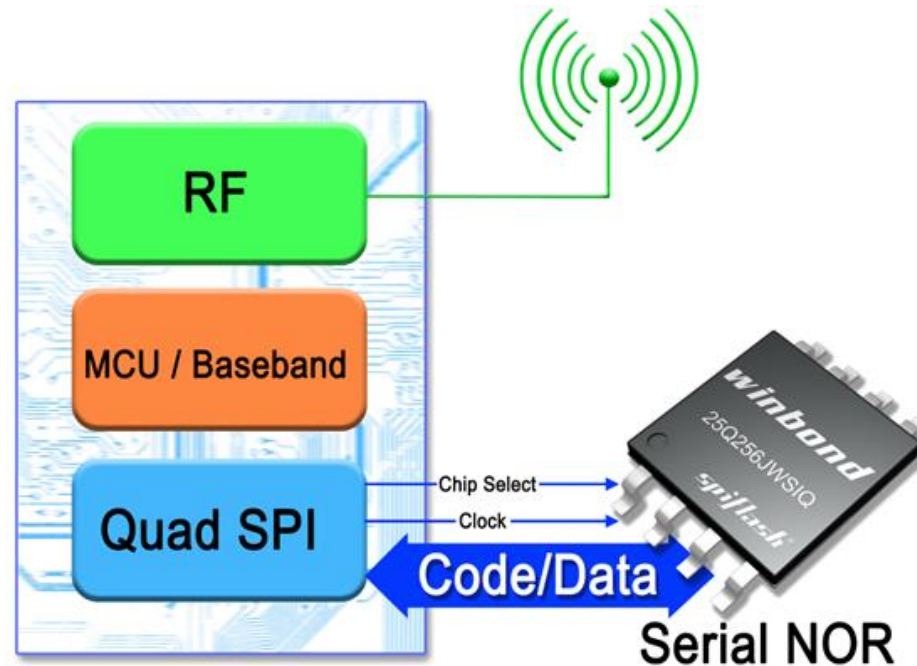 RF
MCU / Baseband
Quad SPI
Chip Select
Clock
Code/Data
winbond
25Q256JWSIQ
spiflash®
Serial NOR